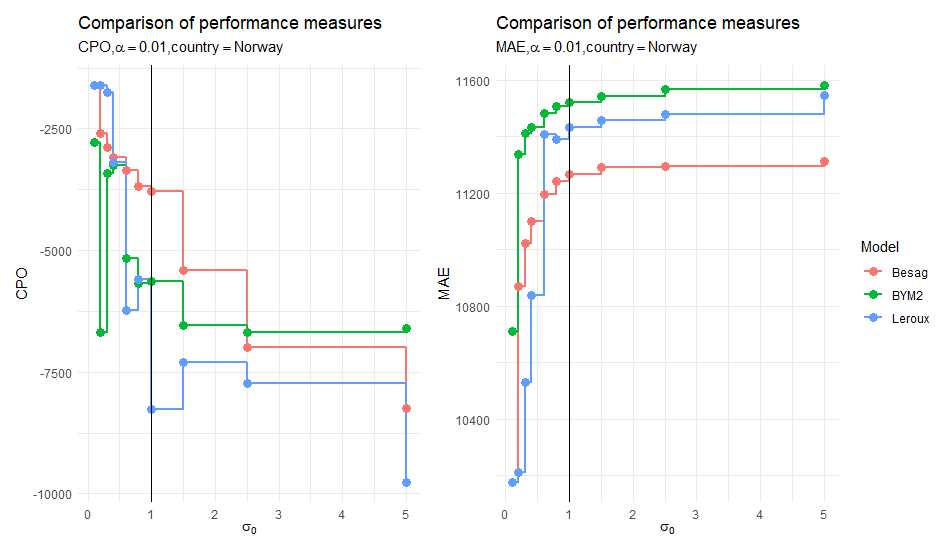 Comparison of performance measures
CPO,α = 0.01,country = Norway
-2500
-5000
-7500
-10000
CPO
0 1 2 3 4 5
σ0
Comparison of performance measures
MAE,α = 0.01,country = Norway
11600
11200
10800
10400
MAE
0 1 2 3 4 5
σ0
Model
Besag
BYM2
Leroux